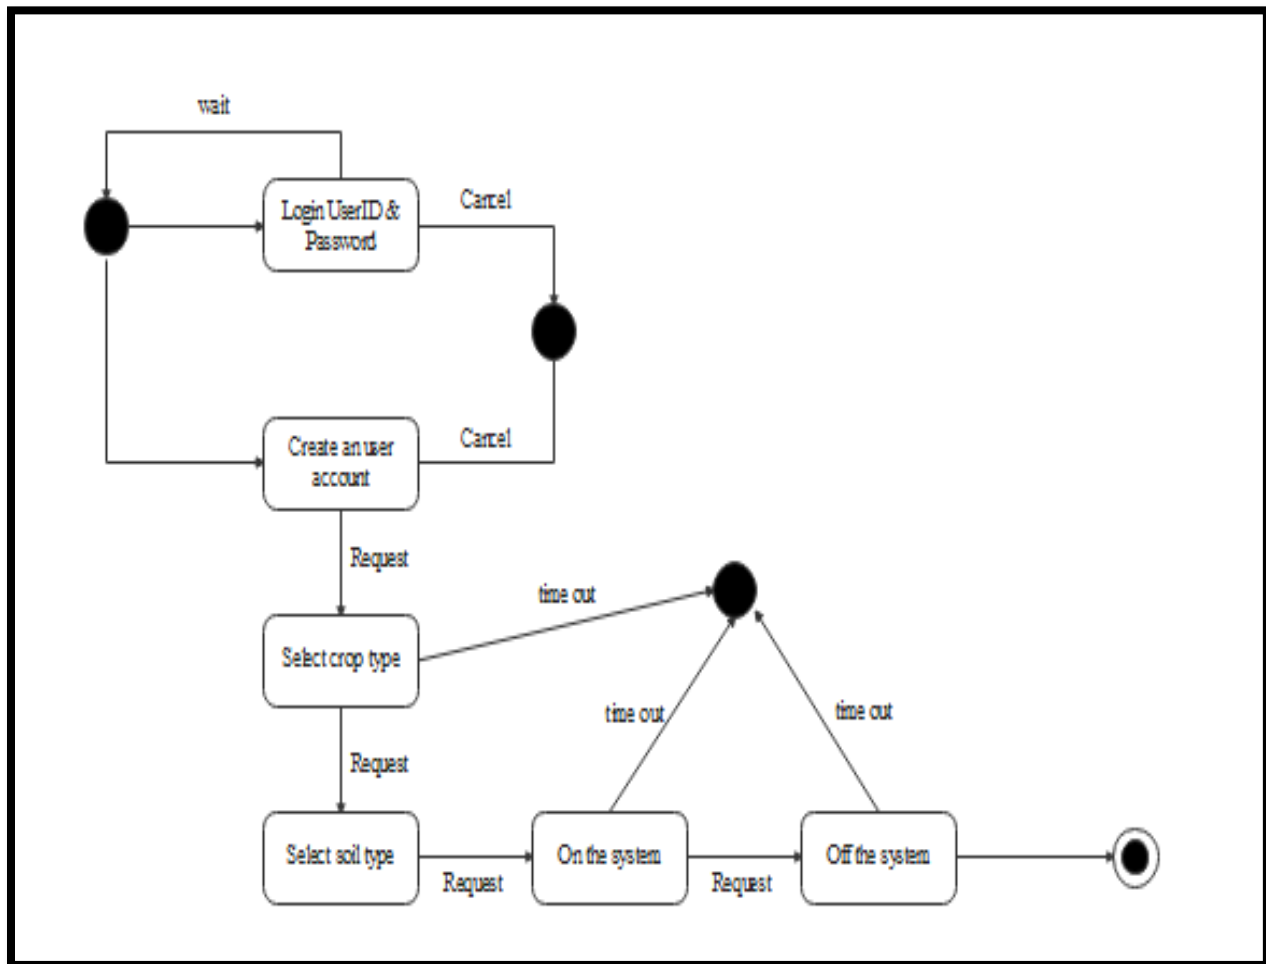 wait
Login UserID &
Password
Cancel
Create an user
account
Cancel
Request
time out
Select crop type
time out
time out
Request
Select soil type
On the system
Off the system
Request
Request